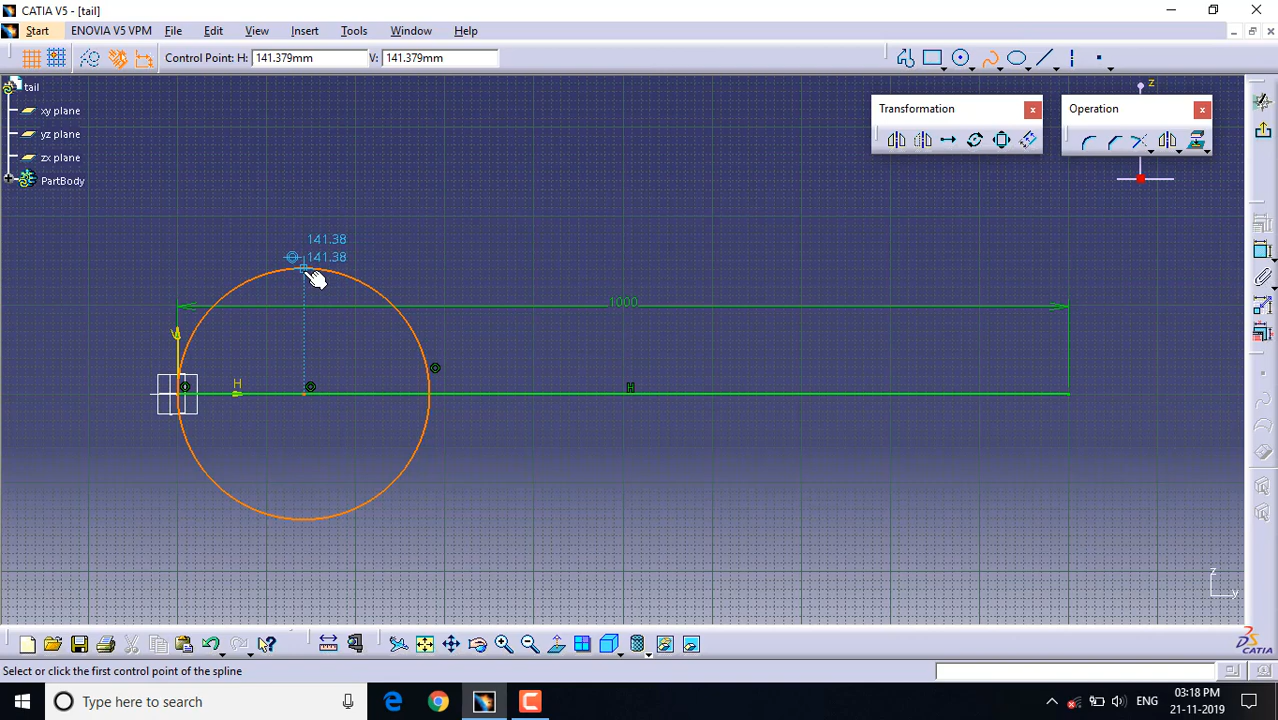 CATIA V5 - [tail]
Start ENOVIA V5 VPM File Edit View Insert Tools Window Help
Control Point: H: 141.379mm V: 141.379mm
tail
xy plane
yz plane
zx plane
PartBody
Transformation
Operation
z
141.38
141.38
1000
V
H
H
z
y
CATIA
Select or click the first control point of the spline
Type here to search
ENG
03:18 PM
21-11-2019